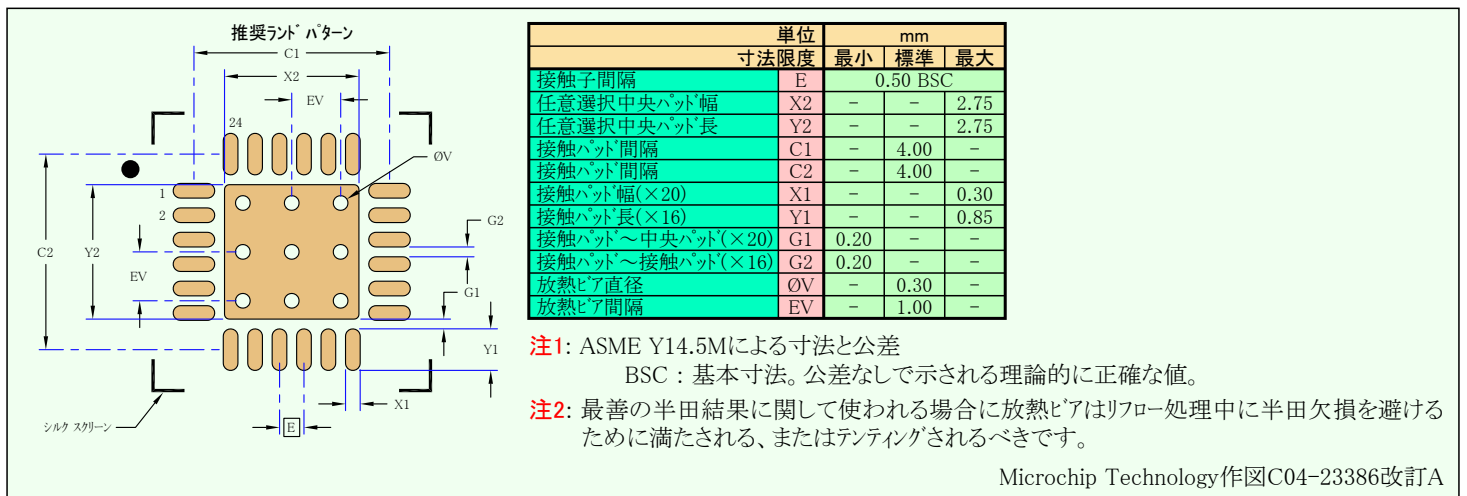 推奨ランドパターン
C1
X2
EV
24
ØV
1
2
G2
C2
Y2
EV
G1
Y1
X1
E
シルク スクリーン
単位 mm
寸法限度 最小 標準 最大
接触子間隔 E 0.50 BSC
任意選択中央パッド幅 X2 - - 2.75
任意選択中央パッド長 Y2 - - 2.75
接触パッド間隔 C1 - 4.00 -
接触パッド間隔 C2 - 4.00 -
接触パッド幅(×20) X1 - - 0.30
接触パッド長(×16) Y1 - - 0.85
接触パッド～中央パッド(×20) G1 0.20 - -
接触パッド～接触パッド(×16) G2 0.20 - -
放熱ビア直径 ØV - 0.30 -
放熱ビア間隔 EV - 1.00 -
注1: ASME Y14.5Mによる寸法と公差
BSC : 基本寸法。公差なしで示される理論的に正確な値。
注2: 最善の半田結果に関して使われる場合に放熱ビアはリフロー処理中に半田欠損を避ける
ために満たされる、またはテンティングされるべきです。
Microchip Technology作図C04-23386改訂A